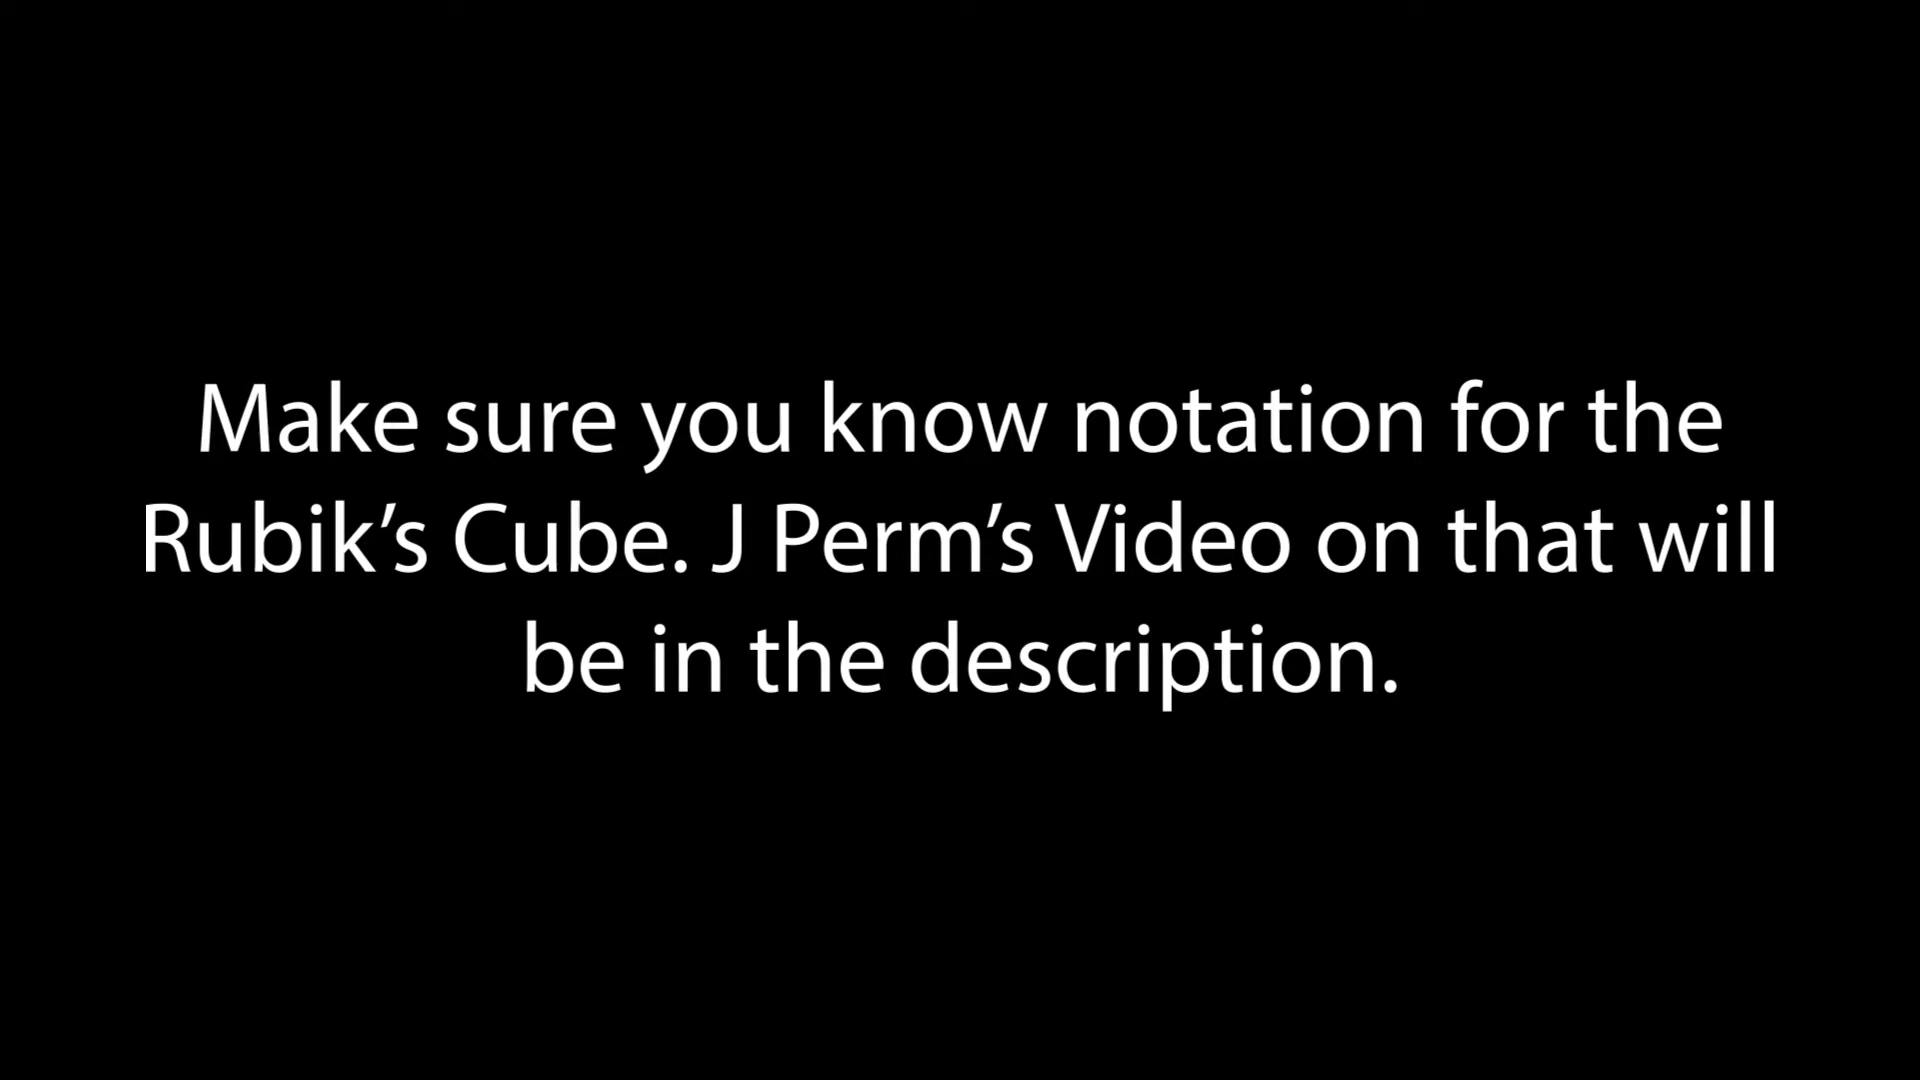 Make sure you know notation for the
Rubik’s Cube. J Perm’s Video on that will
be in the description.